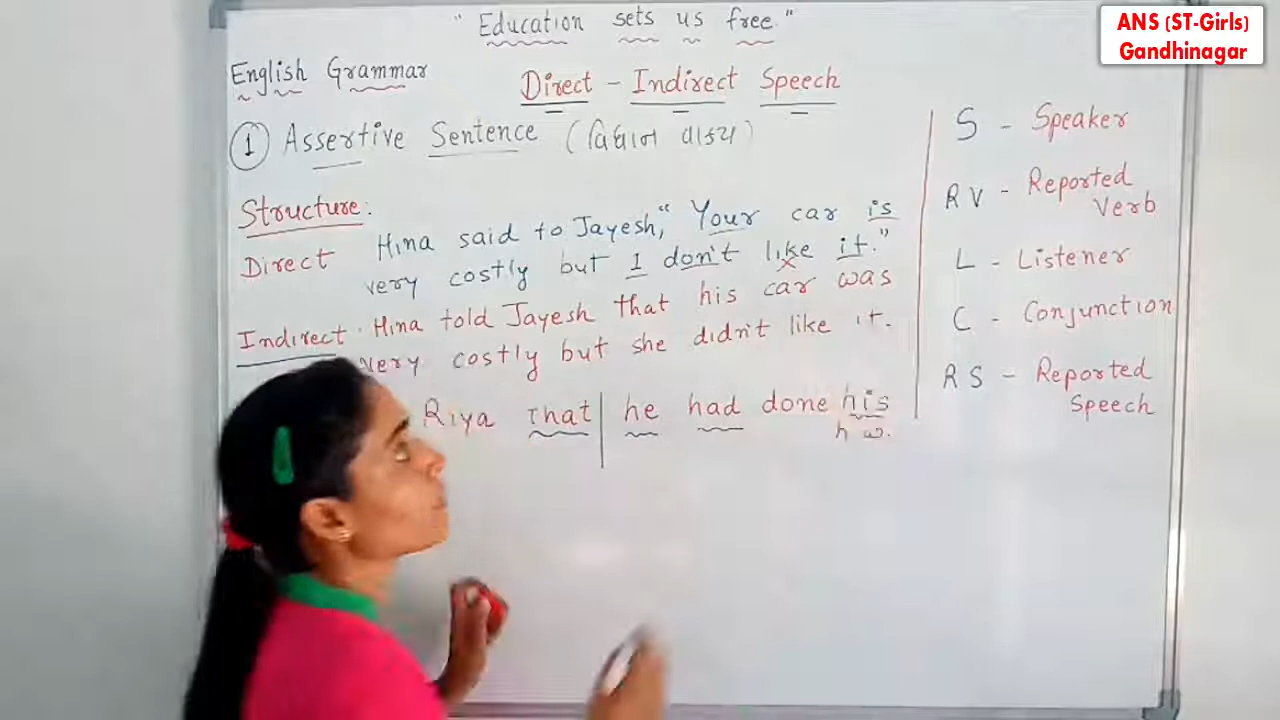 "Education sets us free."
ANS (ST-Girls)
Gandhinagar
English Grammar
Direct - Indirect Speech
① Assertive Sentence (વિધાન વાક્ય)
Structure:
Direct Hina said to Jayesh, "Your car is
very costly but I don't like it."
Indirect. Hina told Jayesh that his car was
very costly but she didn't like it.
Riya that he had done his
h w.
S - Speaker
RV - Reported
Verb
L - Listener
C - Conjunction
RS - Reported
Speech